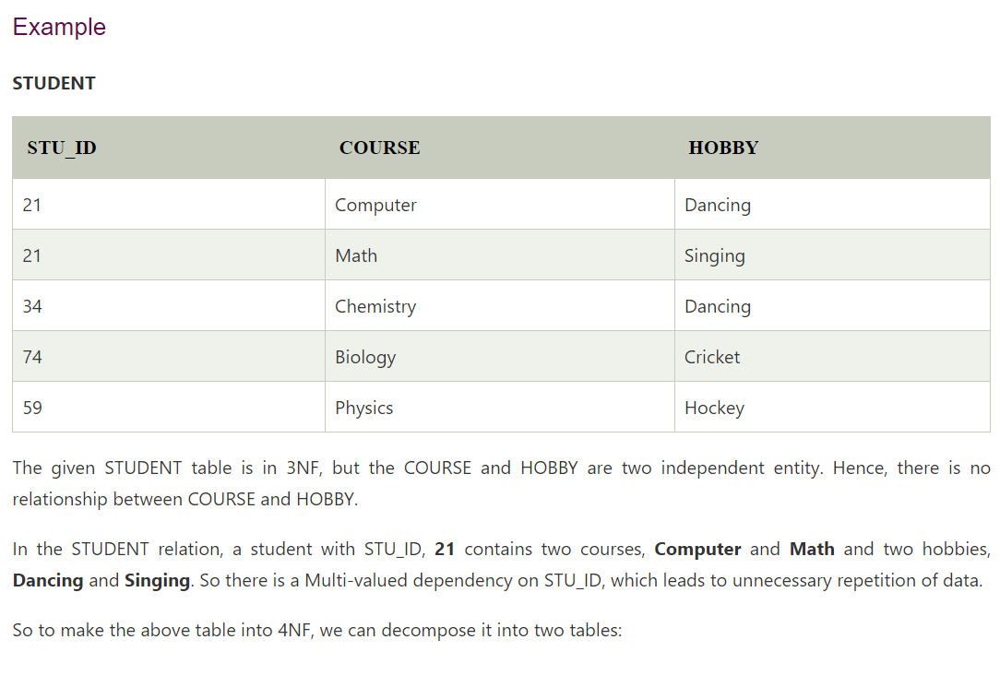 Example
STUDENT
STU_ID COURSE HOBBY
21 Computer Dancing
21 Math Singing
34 Chemistry Dancing
74 Biology Cricket
59 Physics Hockey
The given STUDENT table is in 3NF, but the COURSE and HOBBY are two independent entity. Hence, there is no
relationship between COURSE and HOBBY.
In the STUDENT relation, a student with STU_ID, 21 contains two courses, Computer and Math and two hobbies,
Dancing and Singing. So there is a Multi-valued dependency on STU_ID, which leads to unnecessary repetition of data.
So to make the above table into 4NF, we can decompose it into two tables: